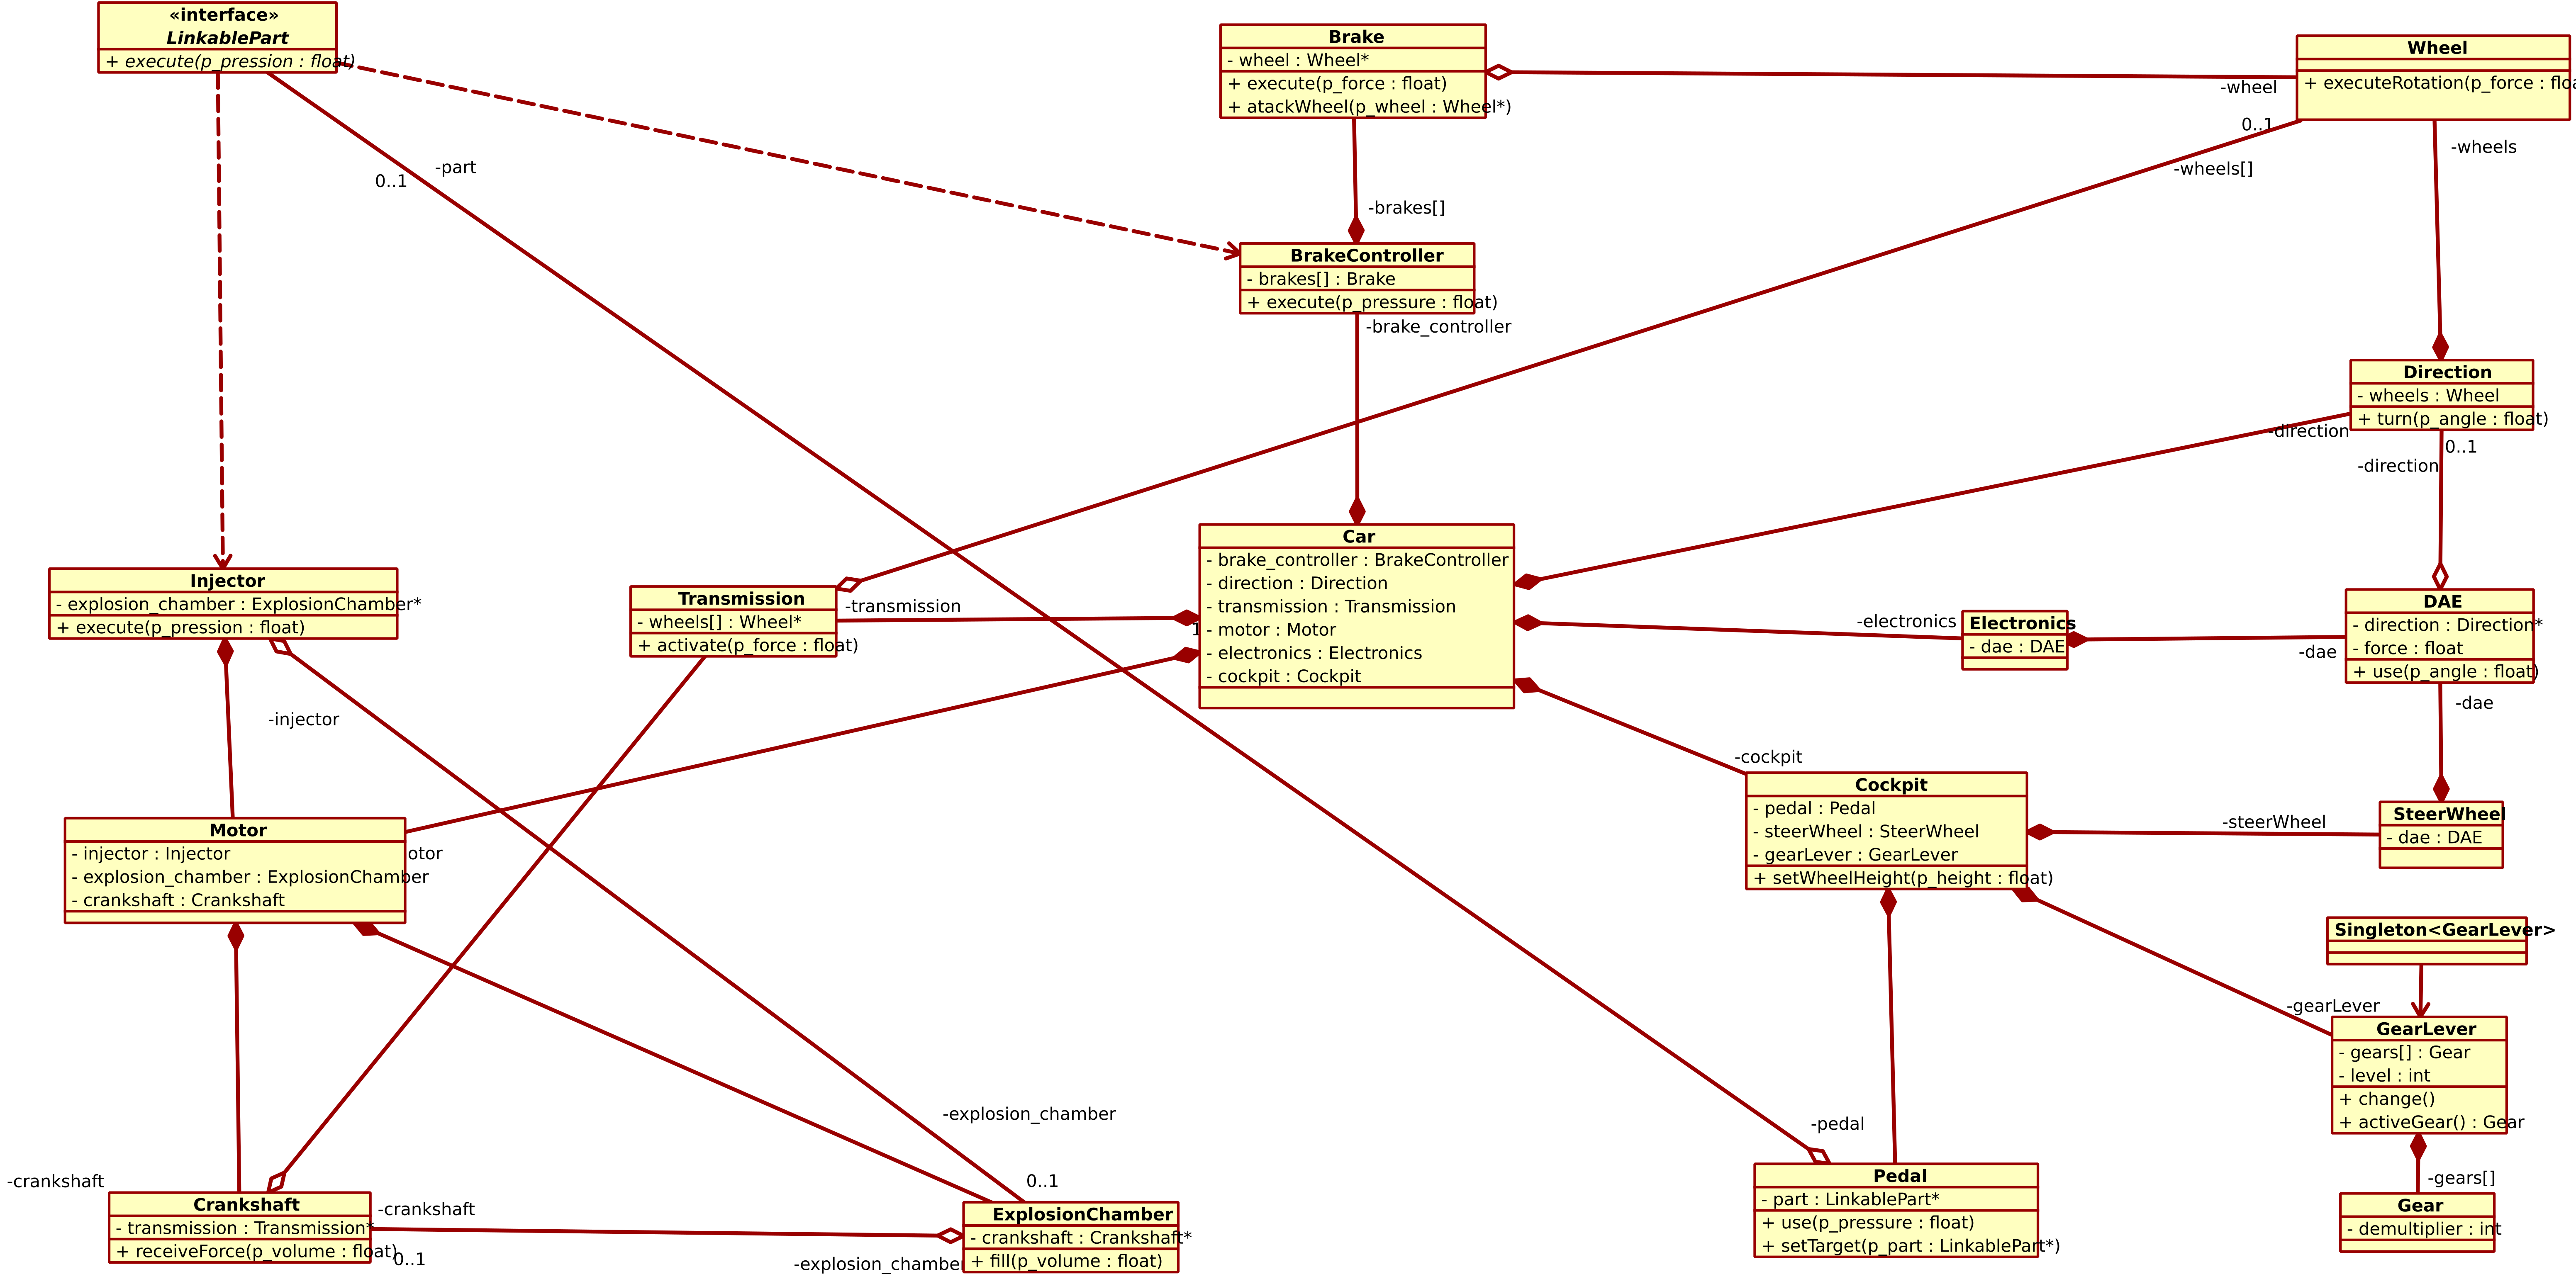 «interface»
LinkablePart
+ execute(p_pression : float)
Brake
- wheel : Wheel*
+ execute(p_force : float)
+ atackWheel(p_wheel : Wheel*)
Wheel
+ executeRotation(p_force : floa
-wheel
0..1
-wheels[]
-wheels
-part
0..1
-brakes[]
BrakeController
- brakes[] : Brake
+ execute(p_pressure : float)
-brake_controller
Direction
- wheels : Wheel
+ turn(p_angle : float)
-direction
0..1
-direction
Car
- brake_controller : BrakeController
- direction : Direction
- transmission : Transmission
- motor : Motor
- electronics : Electronics
- cockpit : Cockpit
Injector
- explosion_chamber : ExplosionChamber*
+ execute(p_pression : float)
Transmission
- wheels[] : Wheel*
+ activate(p_force : float)
-transmission
1
-electronics
Electronics
- dae : DAE
-dae
DAE
- direction : Direction*
- force : float
+ use(p_angle : float)
-dae
-injector
-cockpit
Cockpit
- pedal : Pedal
- steerWheel : SteerWheel
- gearLever : GearLever
+ setWheelHeight(p_height : float)
-steerWheel
SteerWheel
- dae : DAE
Motor
- injector : Injector
- explosion_chamber : ExplosionChamber
- crankshaft : Crankshaft
otor
Singleton<GearLever>
-gearLever
GearLever
- gears[] : Gear
- level : int
+ change()
+ activeGear() : Gear
-gears[]
Gear
- demultiplier : int
-explosion_chamber
0..1
-pedal
Pedal
- part : LinkablePart*
+ use(p_pressure : float)
+ setTarget(p_part : LinkablePart*)
-crankshaft
Crankshaft
- transmission : Transmission*
+ receiveForce(p_volume : float)
-crankshaft
0..1
-explosion_chamber
ExplosionChamber
- crankshaft : Crankshaft*
+ fill(p_volume : float)